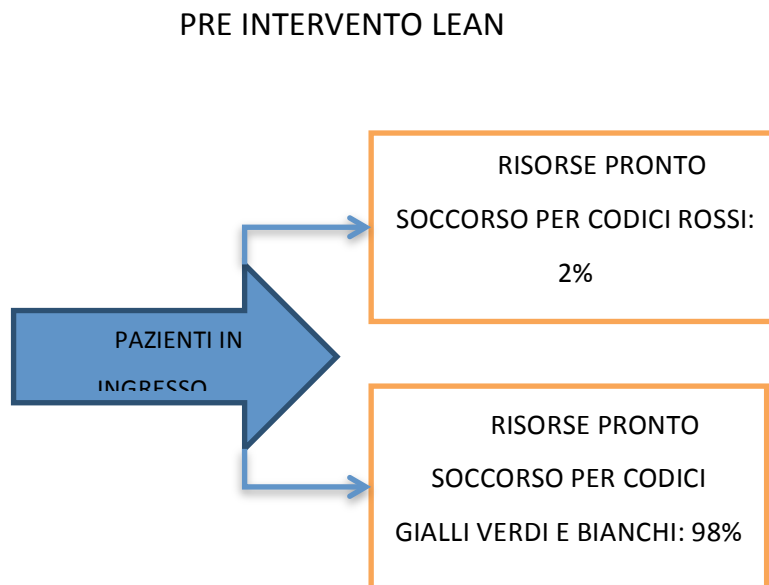 PRE INTERVENTO LEAN
RISORSE PRONTO
SOCCORSO PER CODICI ROSSI:
2%
PAZIENTI IN
INGRESSO
RISORSE PRONTO
SOCCORSO PER CODICI
GIALLI VERDI E BIANCHI: 98%